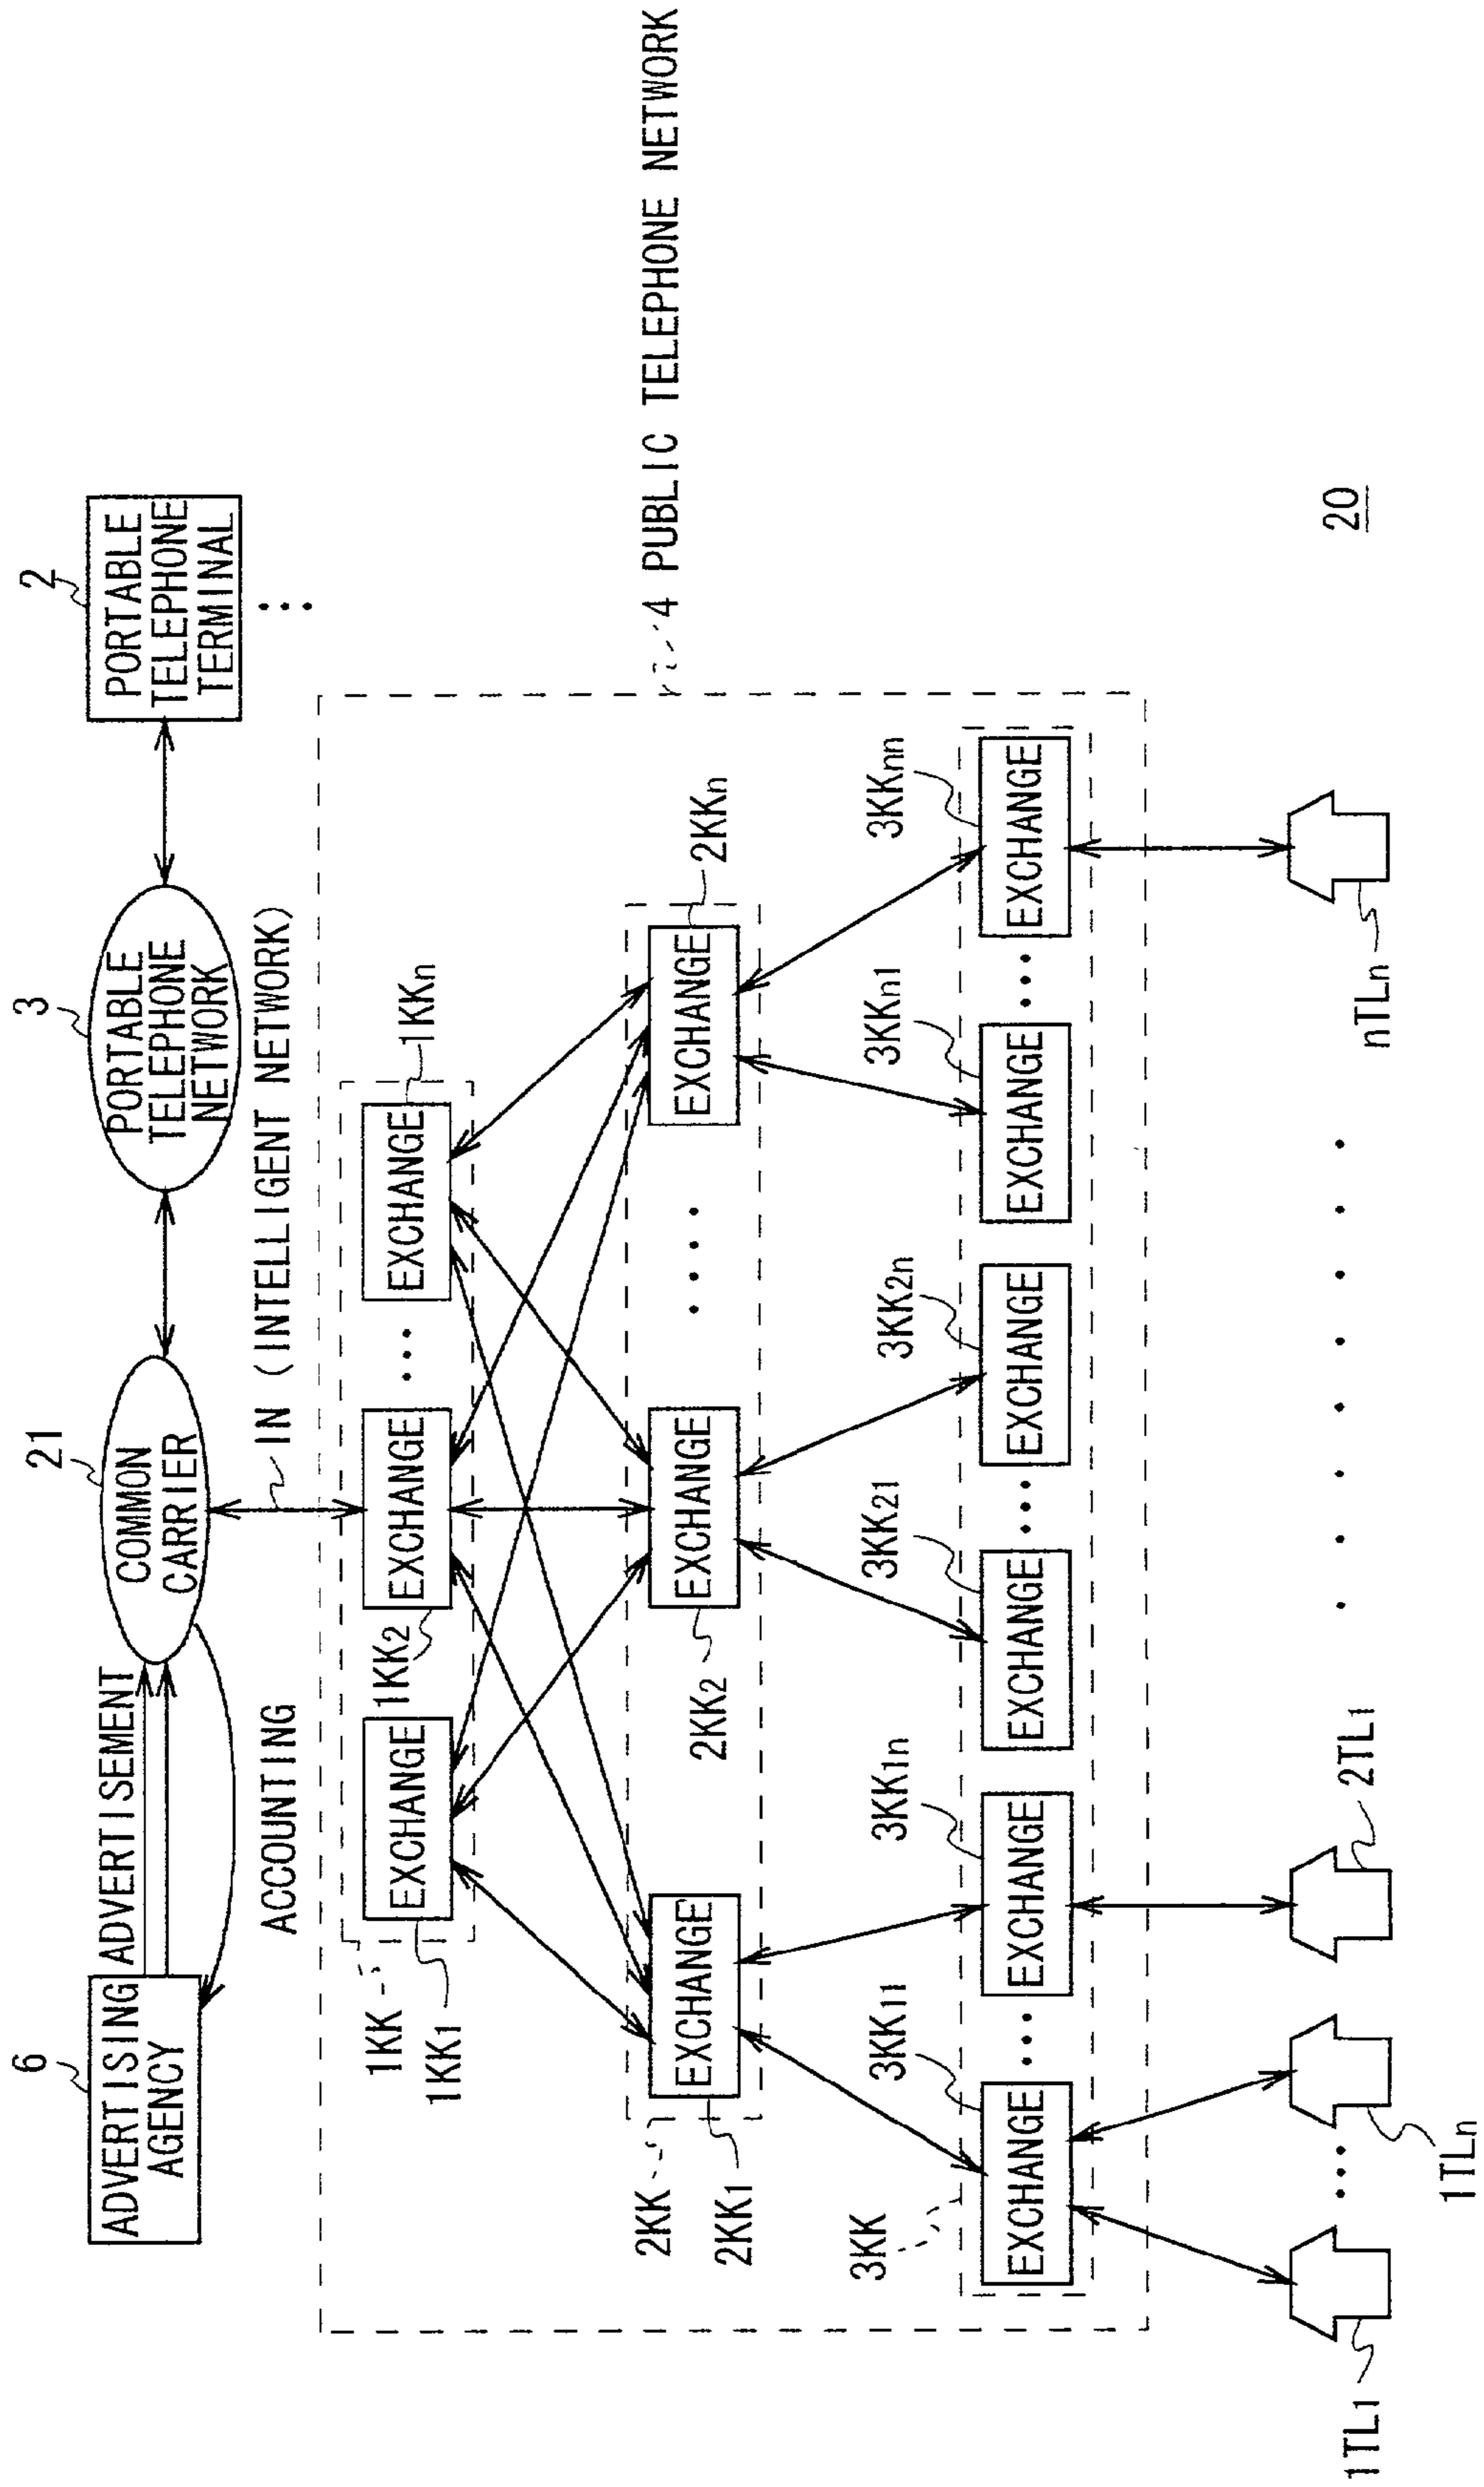 6
ADVERTISING
AGENCY
ADVERTISEMENT
ACCOUNTING
21
COMMON
CARRIER
3
PORTABLE
TELEPHONE
NETWORK
2
PORTABLE
TELEPHONE
TERMINAL
⋮
IN (INTELLIGENT NETWORK)
4 PUBLIC TELEPHONE NETWORK
1KK
1KK1
EXCHANGE
1KK2
EXCHANGE
...
EXCHANGE
1KKn
2KK
2KK1
EXCHANGE
2KK2
EXCHANGE
....
EXCHANGE
2KKn
3KK
3KK11
EXCHANGE
...
3KK1n
EXCHANGE
3KK21
EXCHANGE
...
3KK2n
EXCHANGE
3KKn1
EXCHANGE
...
3KKnn
EXCHANGE
1TL1
...
1TLn
2TL1
. . . . . . . .
nTLn
20